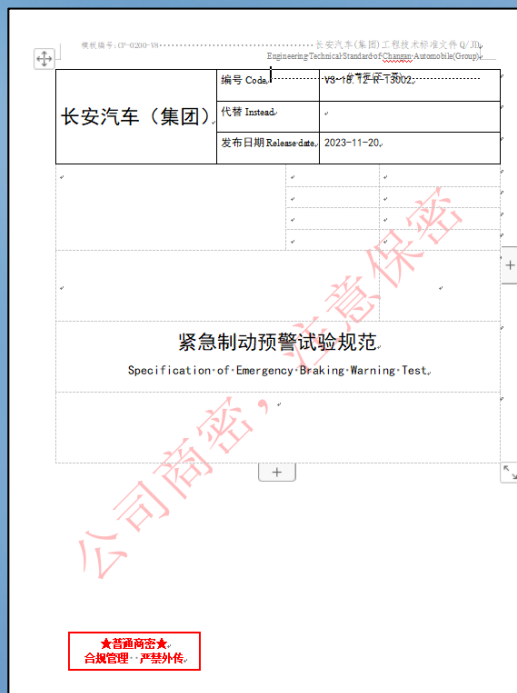 模板编号:CP-0200-VN
长安汽车(集团)工程技术标准文件 Q/JD
Engineering Technical Standard of Changan Automobile(Group)
长安汽车（集团）
编号 Code
VS-18.12-R-13002
代替 Instead
发布日期 Release date
2023-11-20
紧急制动预警试验规范
Specification of Emergency Braking Warning Test
公司商密，注意保密
★普通商密★
合规管理 严禁外传